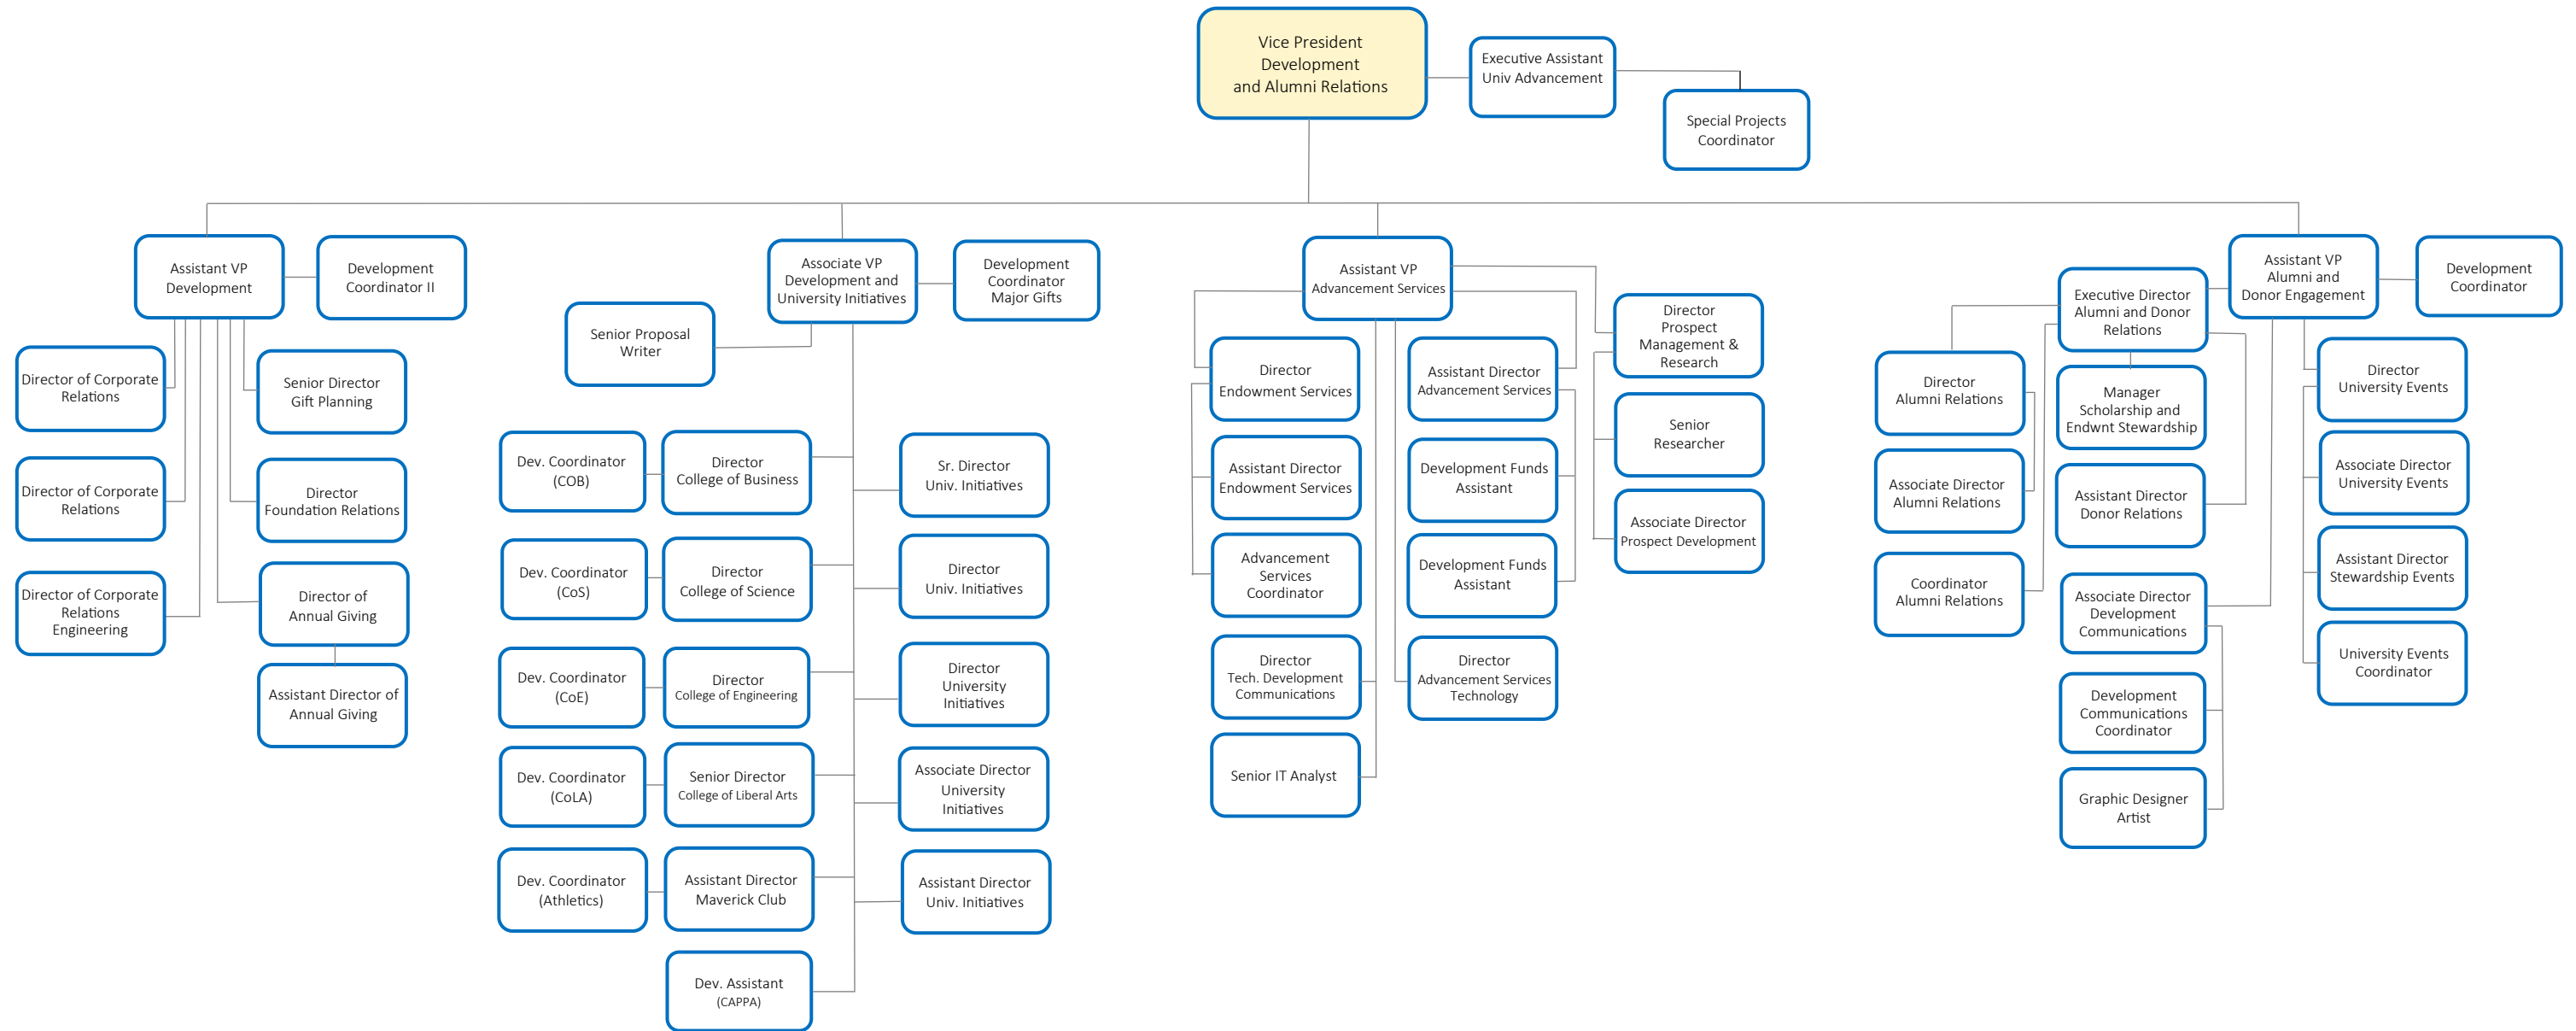 Vice President
Development
and Alumni Relations
Executive Assistant
Univ Advancement
Special Projects
Coordinator
Assistant VP
Development
Development
Coordinator II
Director of Corporate
Relations
Senior Director
Gift Planning
Director of Corporate
Relations
Director
Foundation Relations
Director of Corporate
Relations
Engineering
Director of
Annual Giving
Assistant Director of
Annual Giving
Associate VP
Development and
University Initiatives
Development
Coordinator
Major Gifts
Senior Proposal
Writer
Dev. Coordinator
(COB)
Director
College of Business
Sr. Director
Univ. Initiatives
Dev. Coordinator
(CoS)
Director
College of Science
Director
Univ. Initiatives
Dev. Coordinator
(CoE)
Director
College of Engineering
Director
University
Initiatives
Dev. Coordinator
(CoLA)
Senior Director
College of Liberal Arts
Associate Director
University
Initiatives
Dev. Coordinator
(Athletics)
Assistant Director
Maverick Club
Assistant Director
Univ. Initiatives
Dev. Assistant
(CAPPA)
Assistant VP
Advancement Services
Director
Endowment Services
Assistant Director
Endowment Services
Advancement
Services
Coordinator
Director
Tech. Development
Communications
Senior IT Analyst
Assistant Director
Advancement Services
Development Funds
Assistant
Development Funds
Assistant
Director
Advancement Services
Technology
Director
Prospect
Management &
Research
Senior
Researcher
Associate Director
Prospect Development
Assistant VP
Alumni and
Donor Engagement
Development
Coordinator
Executive Director
Alumni and Donor
Relations
Director
Alumni Relations
Associate Director
Alumni Relations
Coordinator
Alumni Relations
Manager
Scholarship and
Endwnt Stewardship
Assistant Director
Donor Relations
Associate Director
Development
Communications
Development
Communications
Coordinator
Graphic Designer
Artist
Director
University Events
Associate Director
University Events
Assistant Director
Stewardship Events
University Events
Coordinator